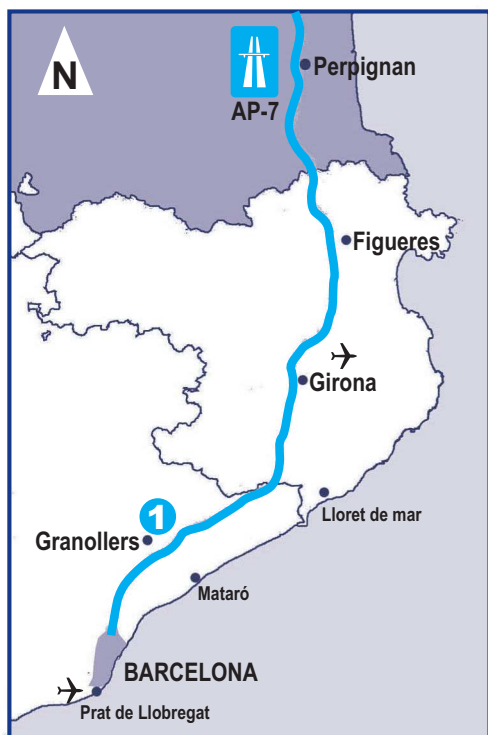 N
AP-7
Perpignan
Figueres
Girona
Lloret de mar
1
Granollers
Mataró
BARCELONA
Prat de Llobregat